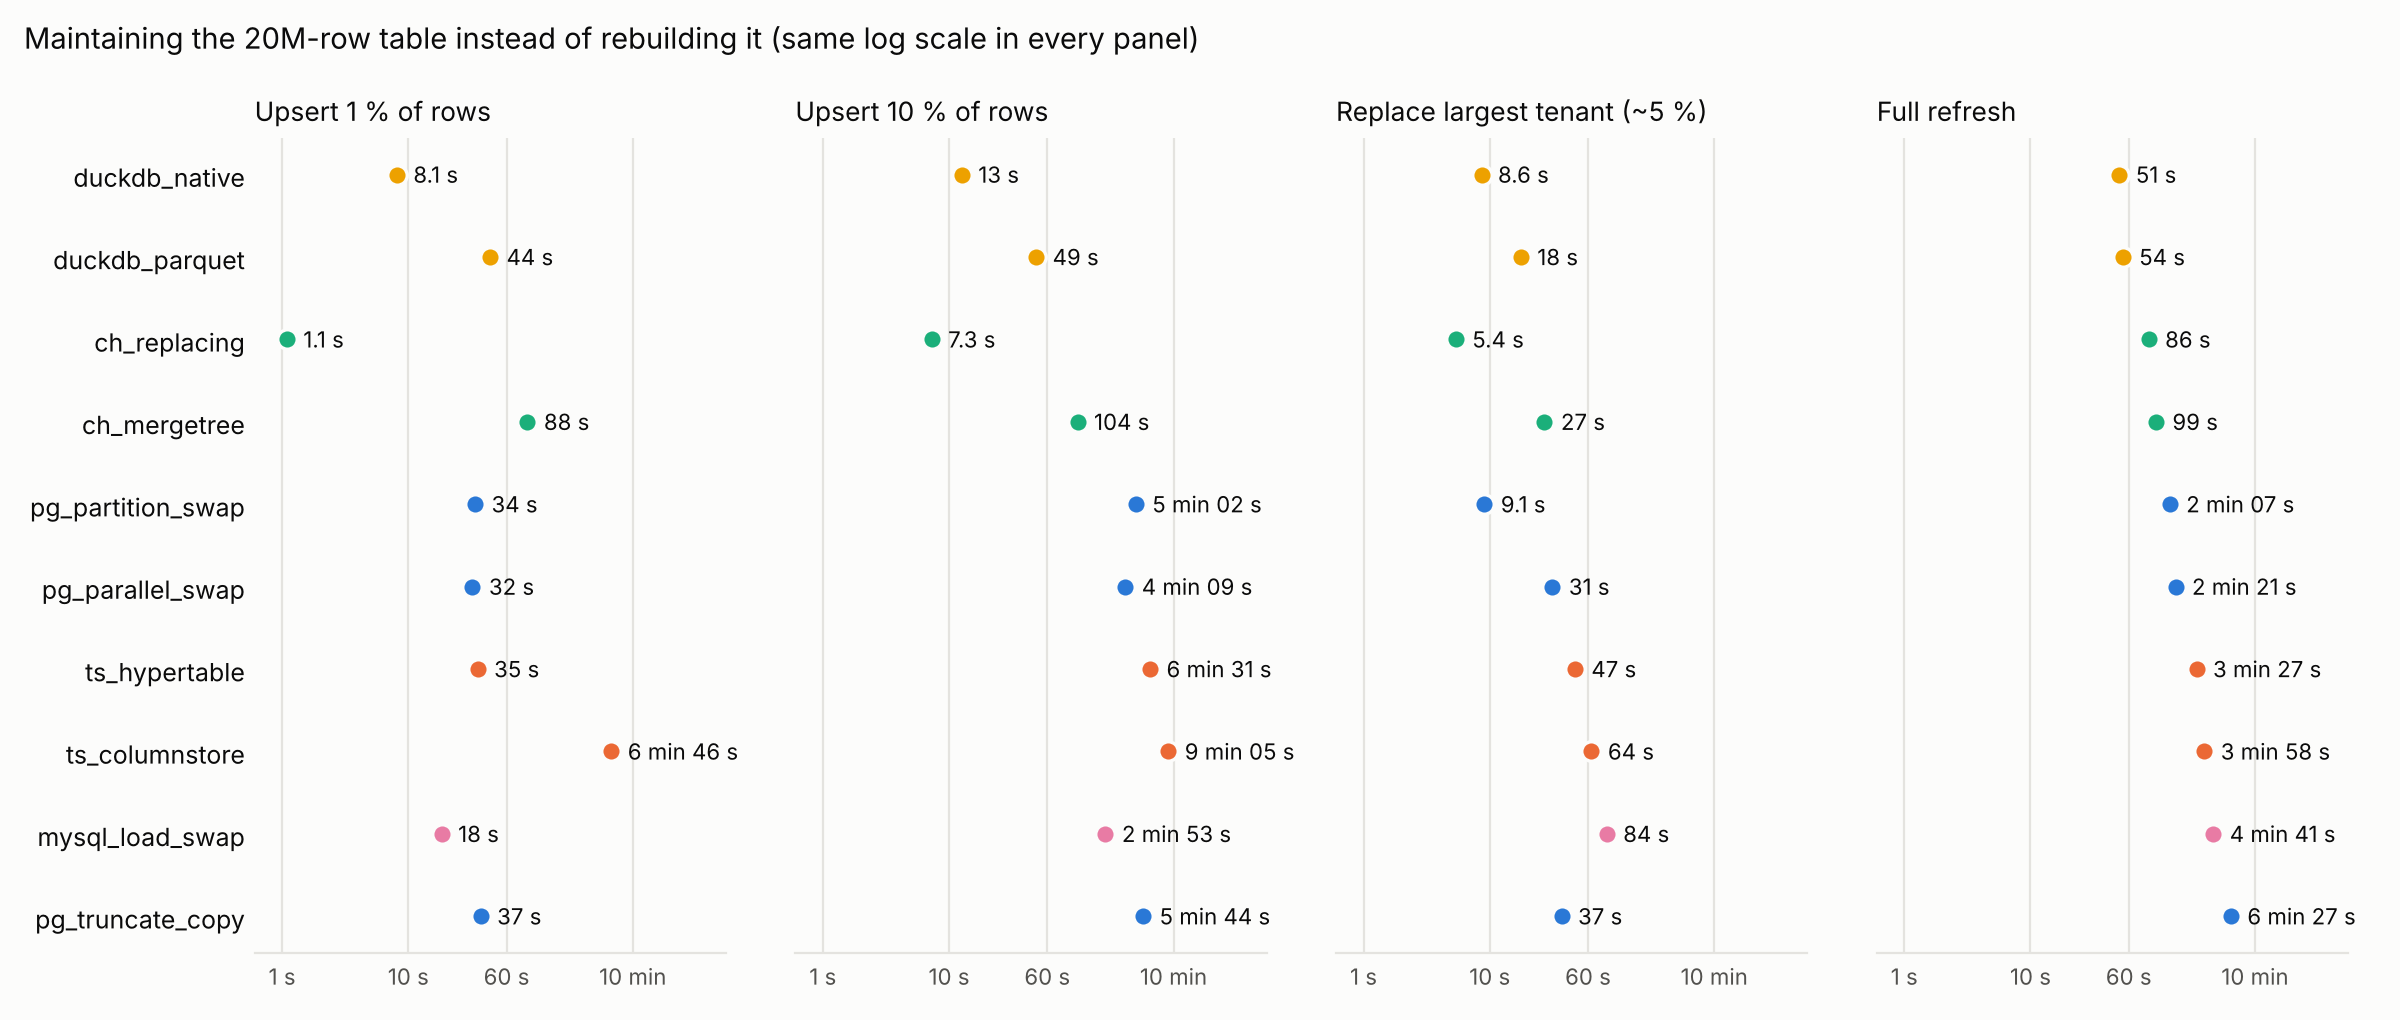 Maintaining the 20M-row table instead of rebuilding it (same log scale in every panel)
Upsert 1 % of rows
Upsert 10 % of rows
Replace largest tenant (~5 %)
Full refresh
duckdb_native 8.1 s 13 s 8.6 s 51 s
duckdb_parquet 44 s 49 s 18 s 54 s
ch_replacing 1.1 s 7.3 s 5.4 s 86 s
ch_mergetree 88 s 104 s 27 s 99 s
pg_partition_swap 34 s 5 min 02 s 9.1 s 2 min 07 s
pg_parallel_swap 32 s 4 min 09 s 31 s 2 min 21 s
ts_hypertable 35 s 6 min 31 s 47 s 3 min 27 s
ts_columnstore 6 min 46 s 9 min 05 s 64 s 3 min 58 s
mysql_load_swap 18 s 2 min 53 s 84 s 4 min 41 s
pg_truncate_copy 37 s 5 min 44 s 37 s 6 min 27 s
1 s 10 s 60 s 10 min 1 s 10 s 60 s 10 min 1 s 10 s 60 s 10 min 1 s 10 s 60 s 10 min